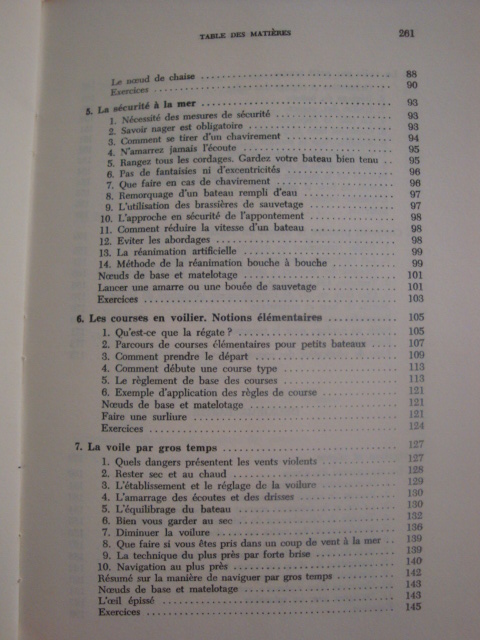 TABLE DES MATIÈRES 261
Le nœud de chaise 88
Exercices 90
5. La sécurité à la mer 93
1. Nécessité des mesures de sécurité 93
2. Savoir nager est obligatoire 93
3. Comment se tirer d'un chavirement 94
4. N'amarrez jamais l'écoute 95
5. Rangez tous les cordages. Gardez votre bateau bien tenu 95
6. Pas de fantaisies ni d'excentricités 96
7. Que faire en cas de chavirement 96
8. Remorquage d'un bateau rempli d'eau 97
9. L'utilisation des brassières de sauvetage 97
10. L'approche en sécurité de l'appontement 98
11. Comment réduire la vitesse d'un bateau 98
12. Eviter les abordages 98
13. La réanimation artificielle 99
14. Méthode de la réanimation bouche à bouche 99
Nœuds de base et matelotage 101
Lancer une amarre ou une bouée de sauvetage 101
Exercices 103
6. Les courses en voilier. Notions élémentaires 105
1. Qu'est-ce que la régate ? 105
2. Parcours de courses élémentaires pour petits bateaux 107
3. Comment prendre le départ 109
4. Comment débute une course type 113
5. Le règlement de base des courses 113
6. Exemple d'application des règles de course 121
Nœuds de base et matelotage 121
Faire une surliure 121
Exercices 124
7. La voile par gros temps 127
1. Quels dangers présentent les vents violents 127
2. Rester sec et au chaud 128
3. L'établissement et le réglage de la voilure 129
4. L'amarrage des écoutes et des drisses 130
5. L'équilibrage du bateau 130
6. Bien vous garder au sec 132
7. Diminuer la voilure 136
8. Que faire si vous êtes pris dans un coup de vent à la mer 139
9. La technique du plus près par forte brise 139
10. Navigation au plus près 140
Résumé sur la manière de naviguer par gros temps 142
Nœuds de base et matelotage 143
L'œil épissé 143
Exercices 145